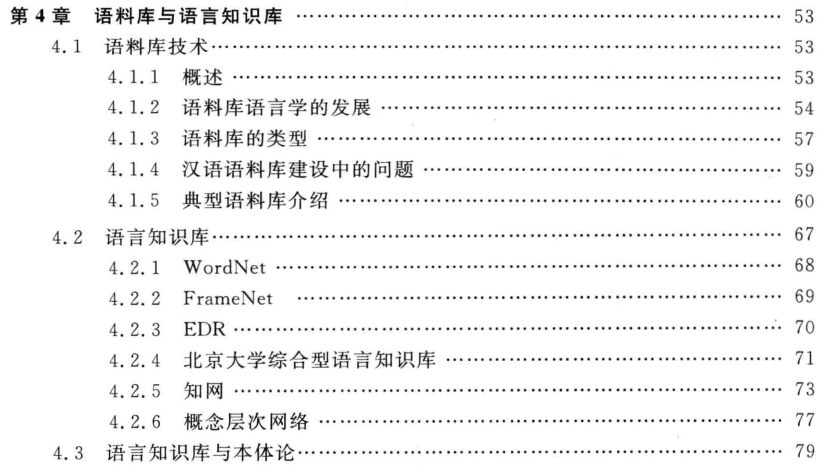 第 4 章 语料库与语言知识库 …………………………………………………… 53
4.1 语料库技术…………………………………………………………… 53
4.1.1 概述 ………………………………………………………… 53
4.1.2 语料库语言学的发展 ……………………………………… 54
4.1.3 语料库的类型 ……………………………………………… 57
4.1.4 汉语语料库建设中的问题 ………………………………… 59
4.1.5 典型语料库介绍 …………………………………………… 60
4.2 语言知识库…………………………………………………………… 67
4.2.1 WordNet …………………………………………………… 68
4.2.2 FrameNet ………………………………………………… 69
4.2.3 EDR ………………………………………………………… 70
4.2.4 北京大学综合型语言知识库 ……………………………… 71
4.2.5 知网 ………………………………………………………… 73
4.2.6 概念层次网络 ……………………………………………… 77
4.3 语言知识库与本体论………………………………………………… 79